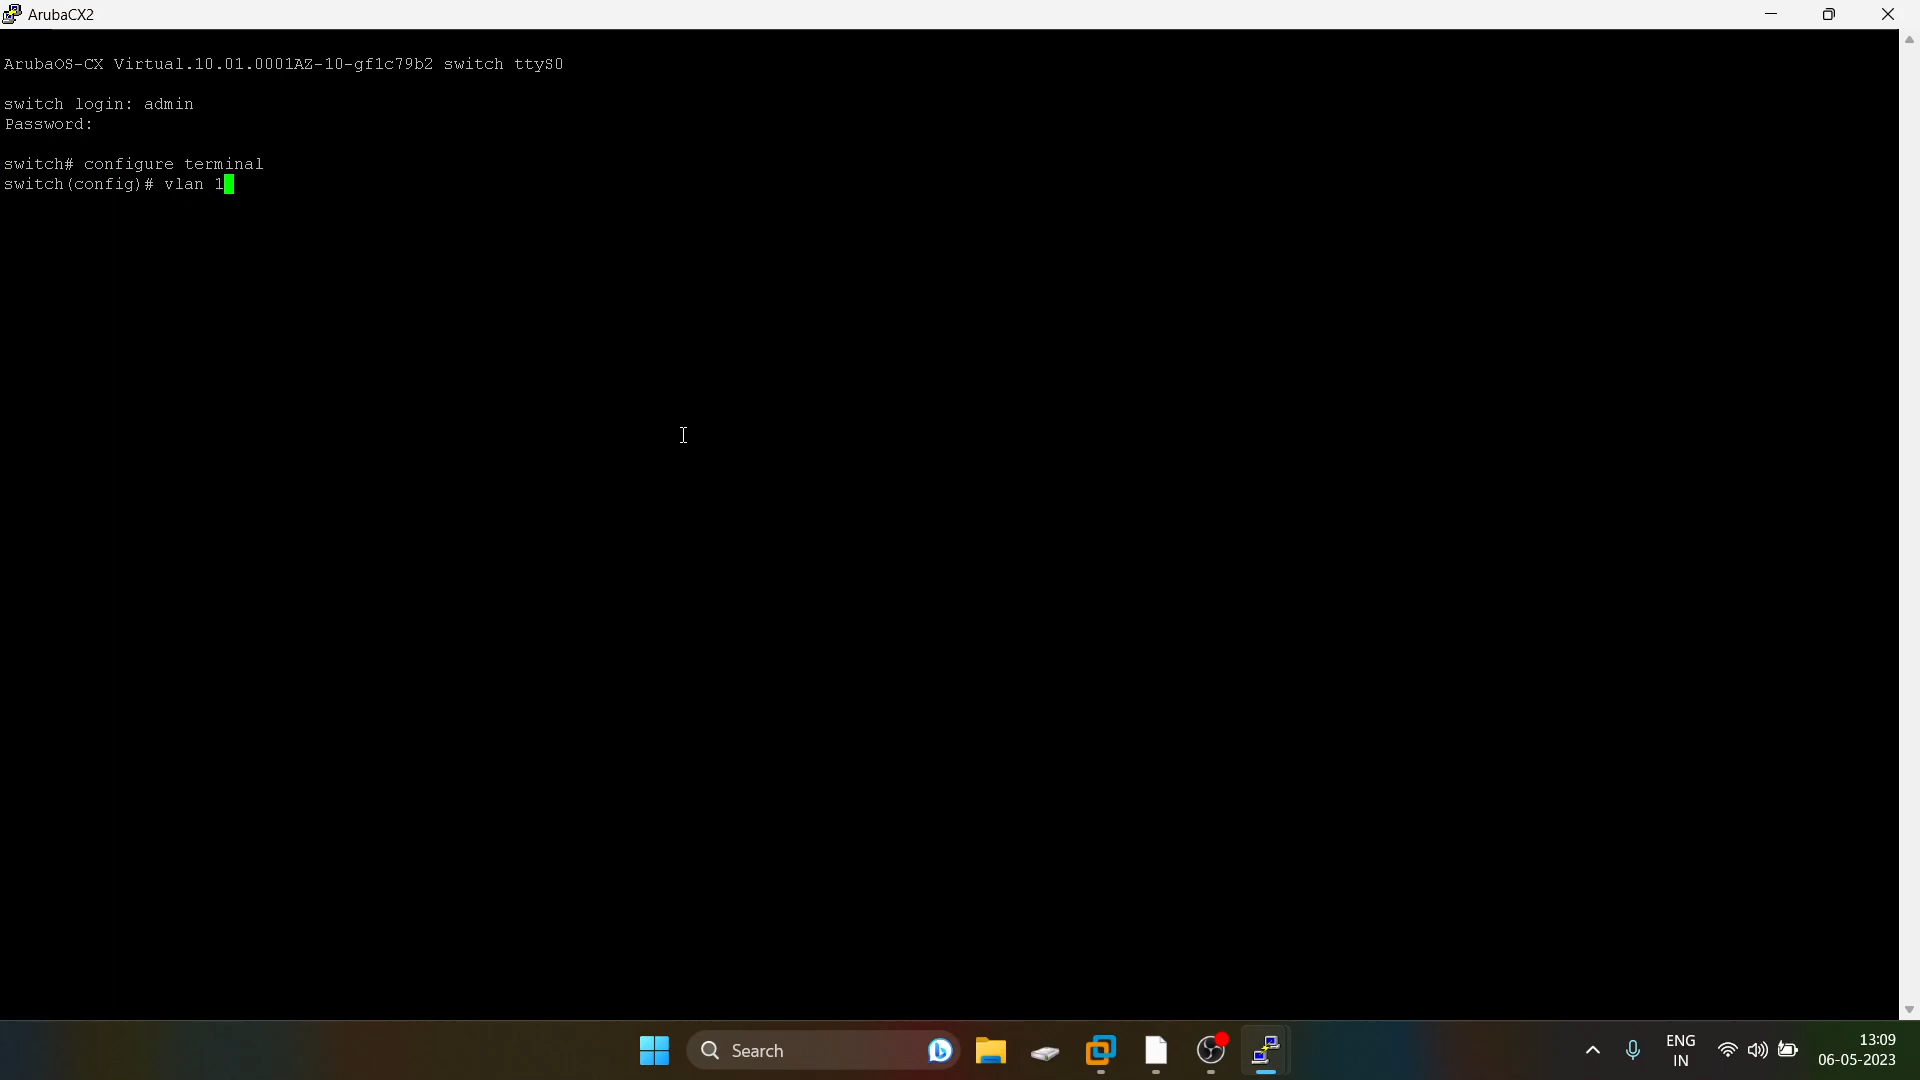 ArubaCX2
ArubaOS-CX Virtual.10.01.0001AZ-10-gf1c79b2 switch ttyS0
switch login: admin
Password:
switch# configure terminal
switch(config)# vlan 1
Search
ENG
IN
13:09
06-05-2023